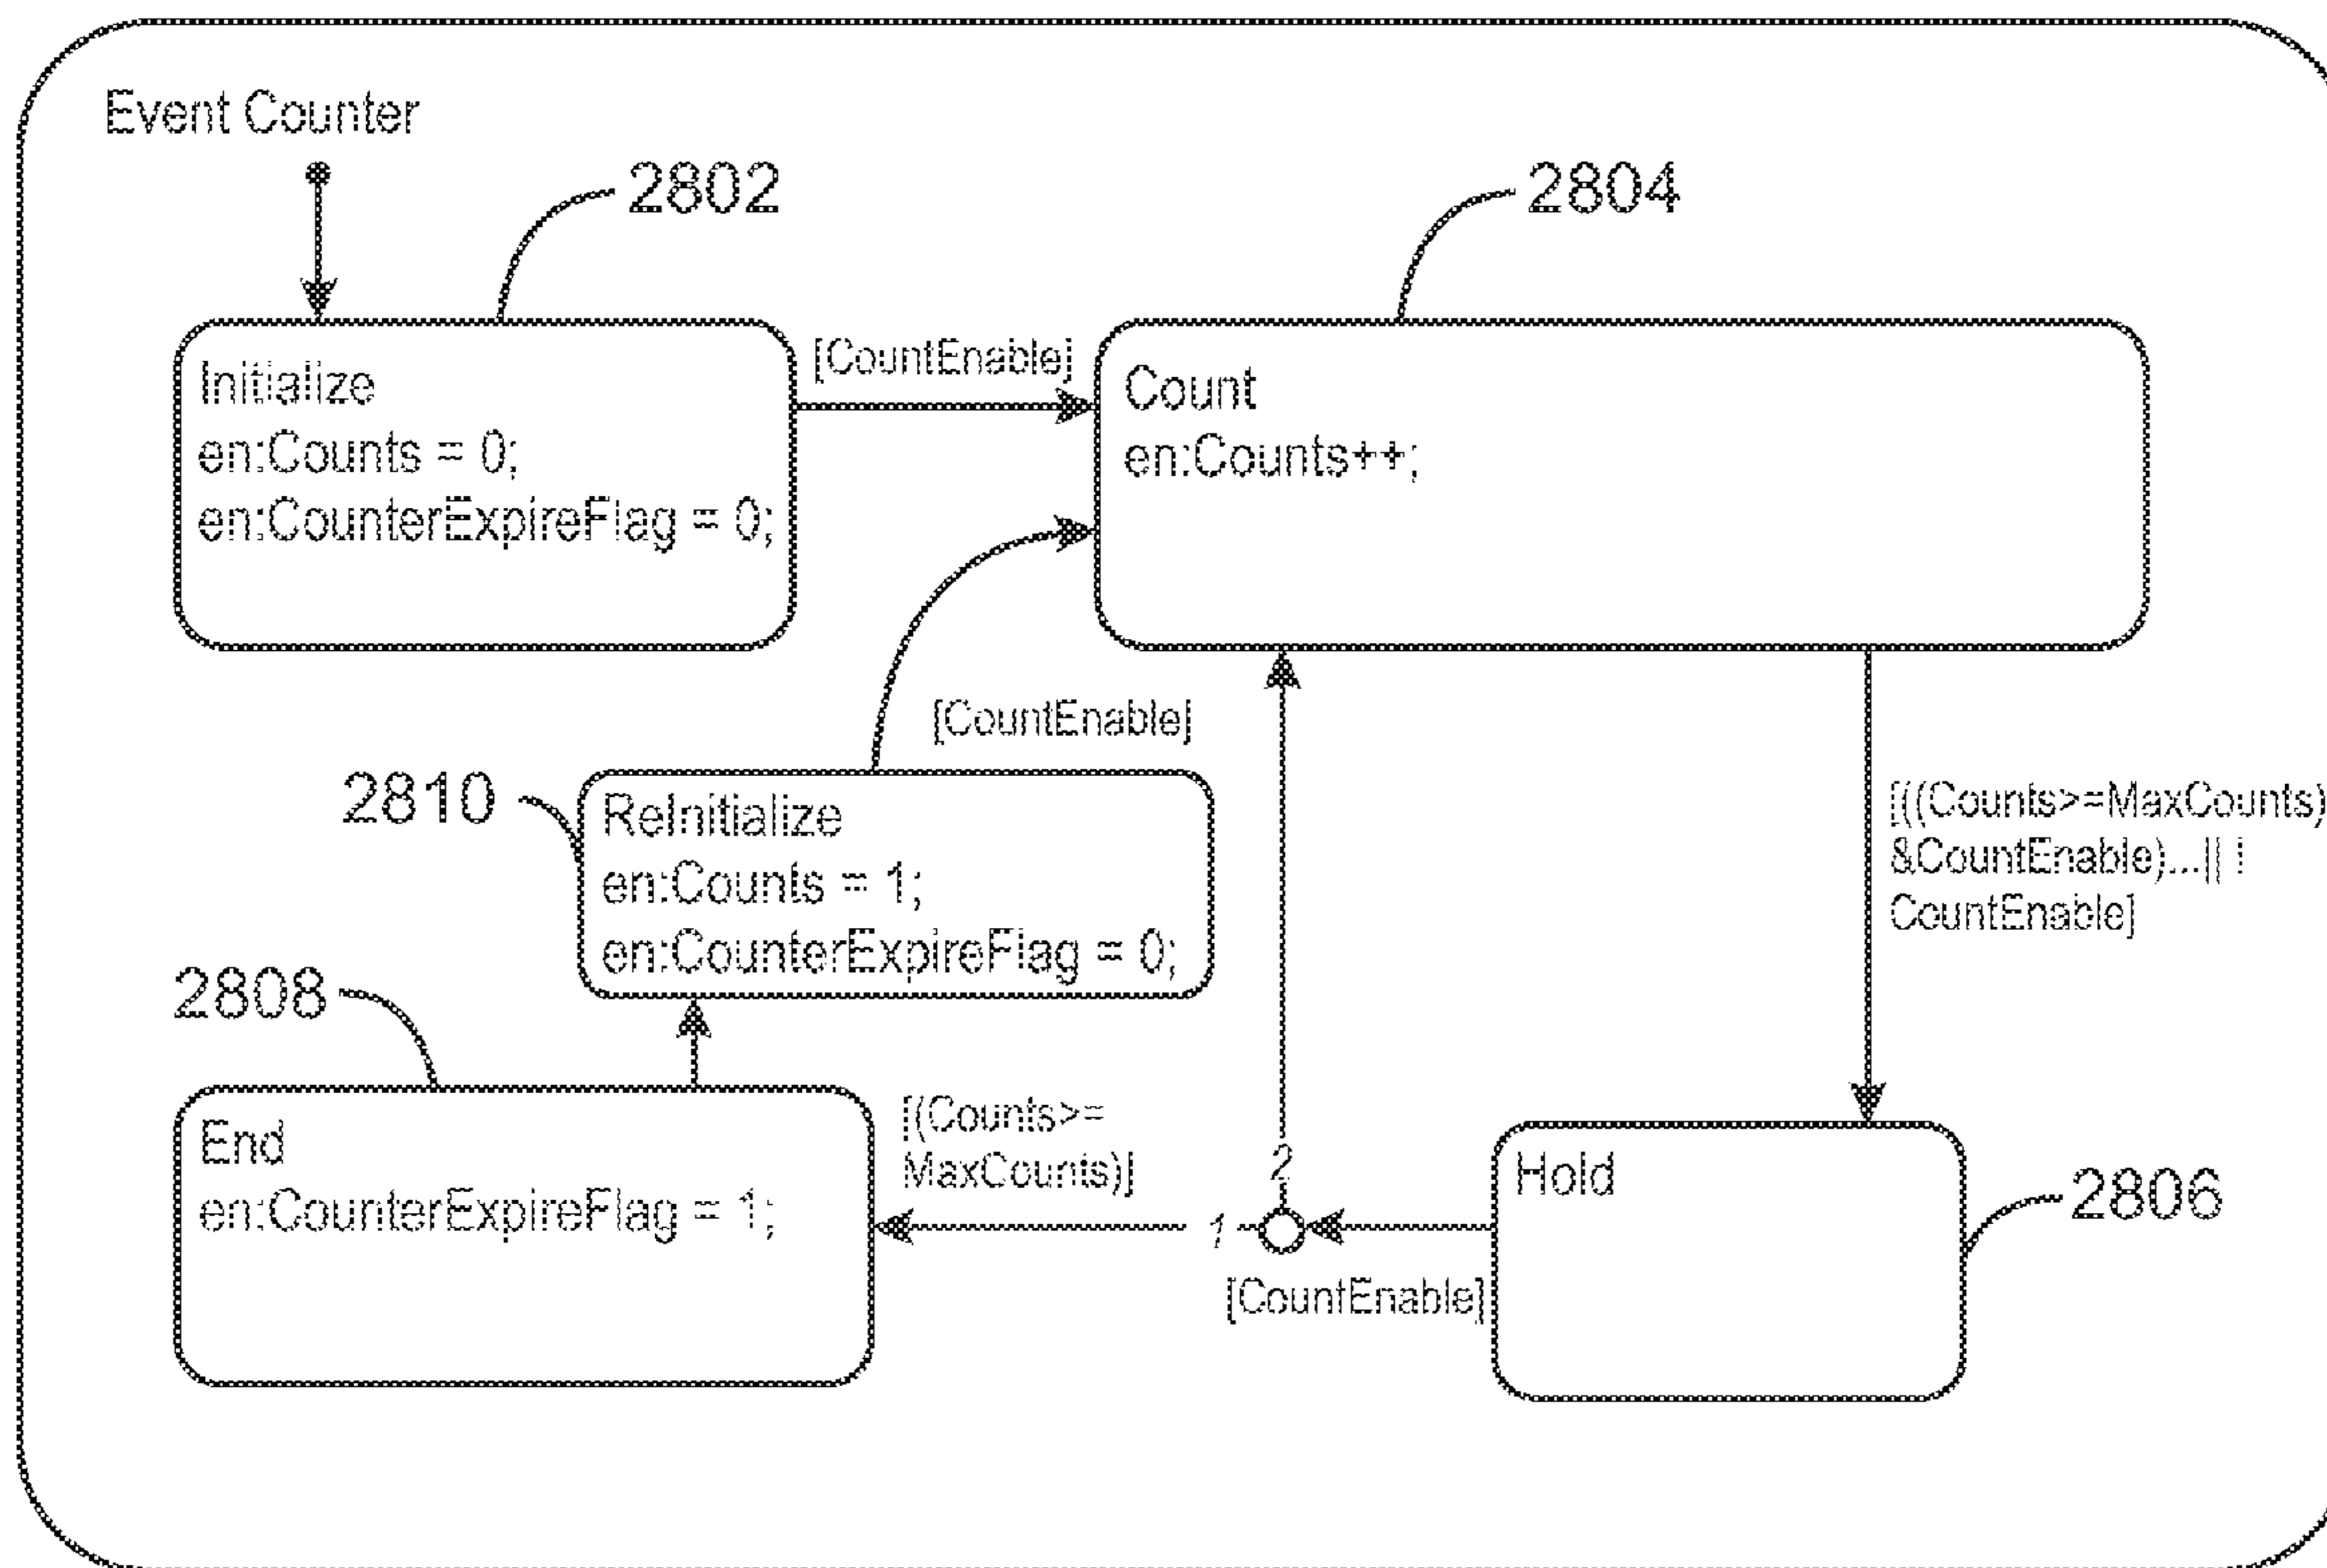 Event Counter
2802
2804
Initialize
en:Counts = 0;
en:CounterExpireFlag = 0;
[CountEnable]
Count
en:Counts++;
[CountEnable]
2810
ReInitialize
en:Counts = 1;
en:CounterExpireFlag = 0;
[((Counts>=MaxCounts)
&CountEnable)...|| !
CountEnable]
2808
End
en:CounterExpireFlag = 1;
[(Counts>=
MaxCounts)]
2
1
[CountEnable]
Hold
2806